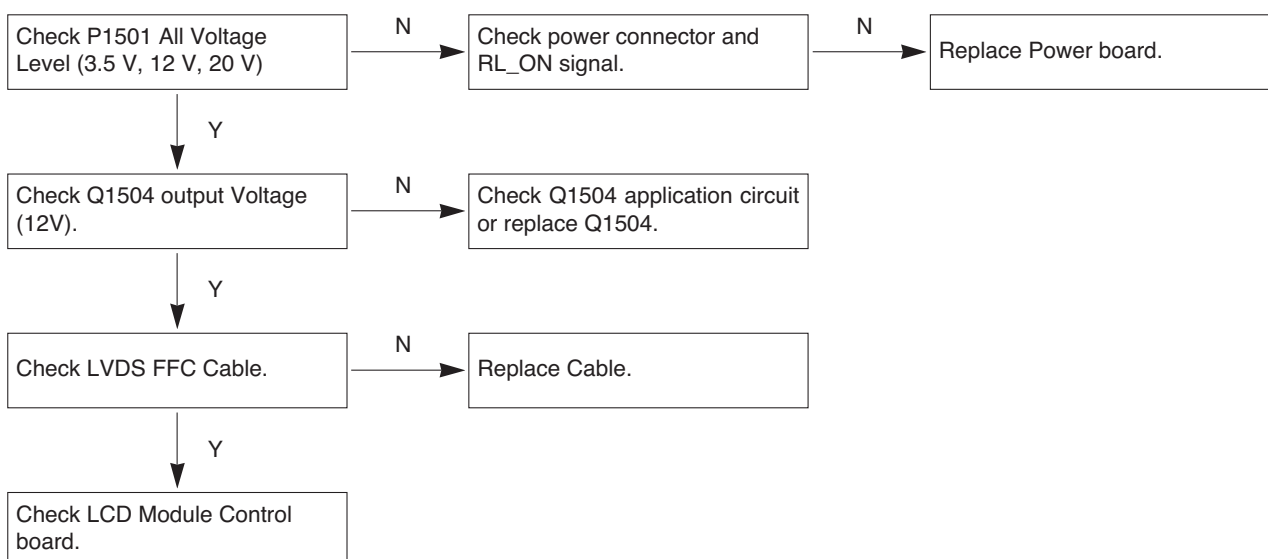 Check P1501 All Voltage
Level (3.5 V, 12 V, 20 V)
N
Check power connector and
RL_ON signal.
N
Replace Power board.
Y
Check Q1504 output Voltage
(12V).
N
Check Q1504 application circuit
or replace Q1504.
Y
Check LVDS FFC Cable.
N
Replace Cable.
Y
Check LCD Module Control
board.